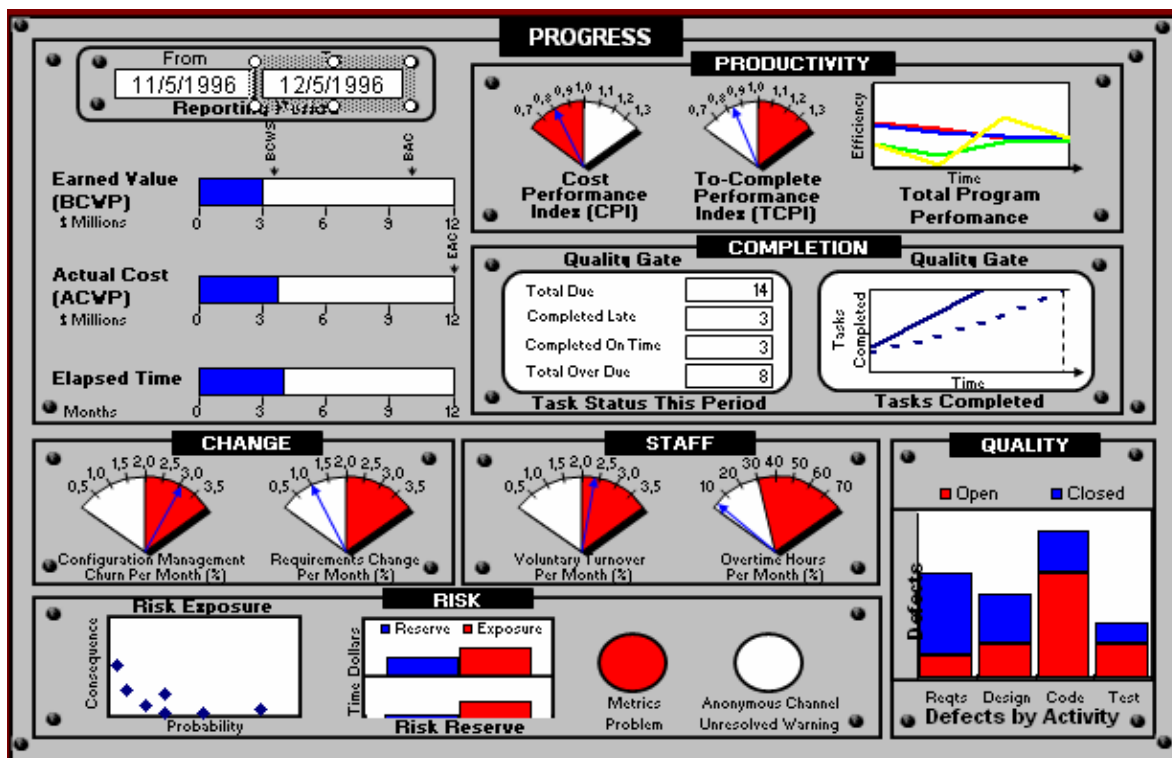 PROGRESS
From
11/5/1996
12/5/1996
Reporting Period
BCWS
BAC
Earned Value
(BCWP)
$ Millions
0 3 6 9 12
EAC
Actual Cost
(ACWP)
$ Millions
0 3 6 9 12
Elapsed Time
Months
0 3 6 9 12
PRODUCTIVITY
0,7 0,8 0,9 1,0 1,1 1,2 1,3
Cost
Performance
Index (CPI)
0,7 0,8 0,9 1,0 1,1 1,2 1,3
To-Complete
Performance
Index (TCPI)
Efficiency
Time
Total Program
Perfomance
COMPLETION
Quality Gate
Total Due 14
Completed Late 3
Completed On Time 3
Total Over Due 8
Task Status This Period
Quality Gate
Tasks
Completed
Time
Tasks Completed
CHANGE
0,5 1,0 1,5 2,0 2,5 3,0 3,5
Configuration Management
Churn Per Month (%)
0,5 1,0 1,5 2,0 2,5 3,0 3,5
Requirements Change
Per Month (%)
STAFF
0,5 1,0 1,5 2,0 2,5 3,0 3,5
Voluntary Turnover
Per Month (%)
10 20 30 40 50 60 70
Overtime Hours
Per Month (%)
QUALITY
Open Closed
Defects
Reqts Design Code Test
Defects by Activity
RISK
Risk Exposure
Consequence
Probability
Reserve Exposure
Time Dollars
Risk Reserve
Metrics
Problem
Anonymous Channel
Unresolved Warning